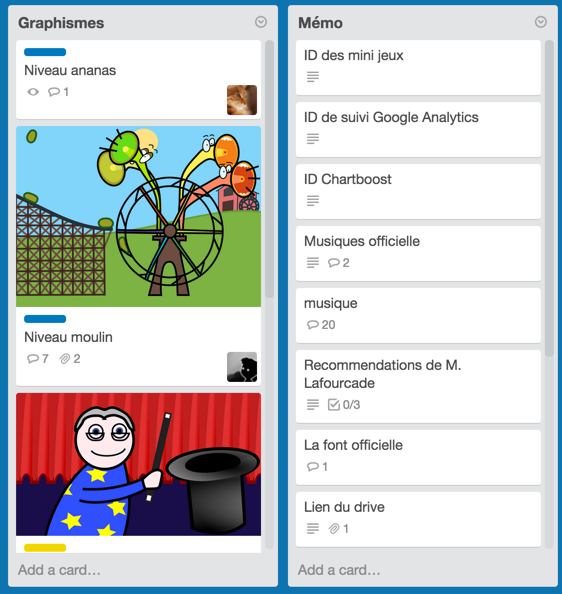 Graphismes
Niveau ananas
1
Niveau moulin
7 2
Add a card…
Mémo
ID des mini jeux
ID de suivi Google Analytics
ID Chartboost
Musiques officielle
2
musique
20
Recommendations de M.
Lafourcade
0/3
La font officielle
1
Lien du drive
1
Add a card…